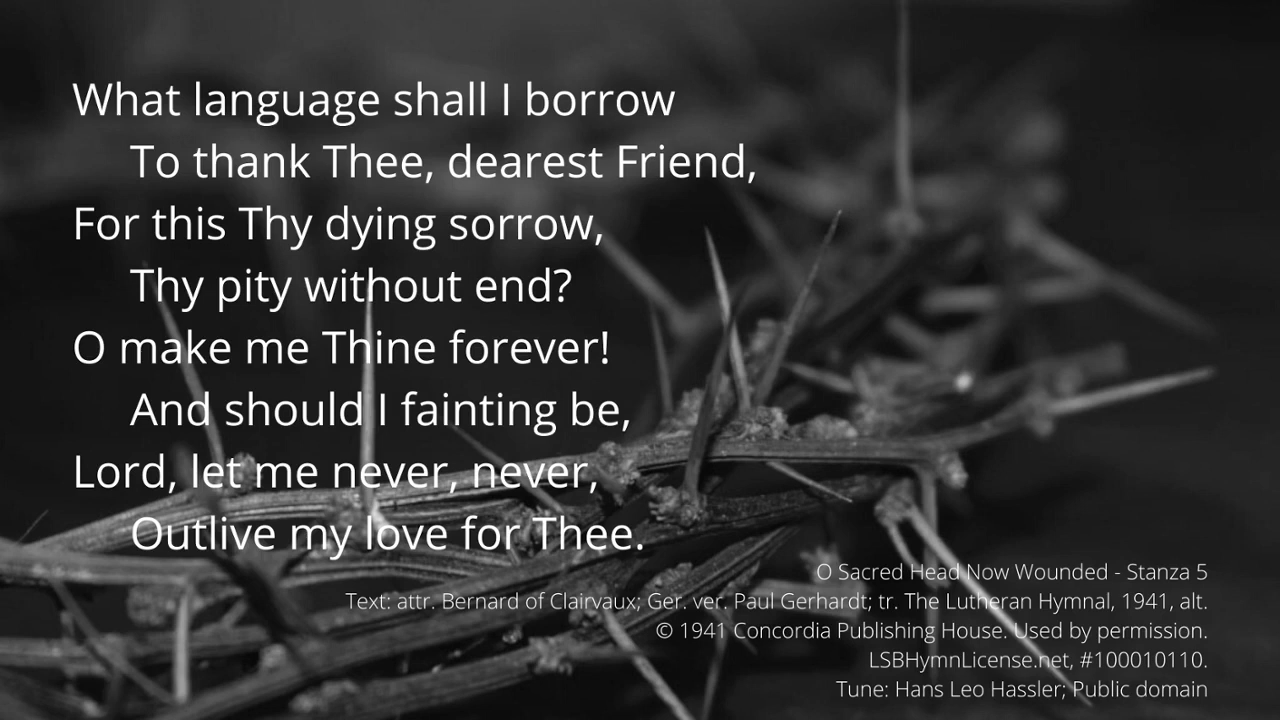 What language shall I borrow
To thank Thee, dearest Friend,
For this Thy dying sorrow,
Thy pity without end?
O make me Thine forever!
And should I fainting be,
Lord, let me never, never,
Outlive my love for Thee.
O Sacred Head Now Wounded - Stanza 5
Text: attr. Bernard of Clairvaux; Ger. ver. Paul Gerhardt; tr. The Lutheran Hymnal, 1941, alt.
© 1941 Concordia Publishing House. Used by permission.
LSBHymnLicense.net, #100010110.
Tune: Hans Leo Hassler; Public domain